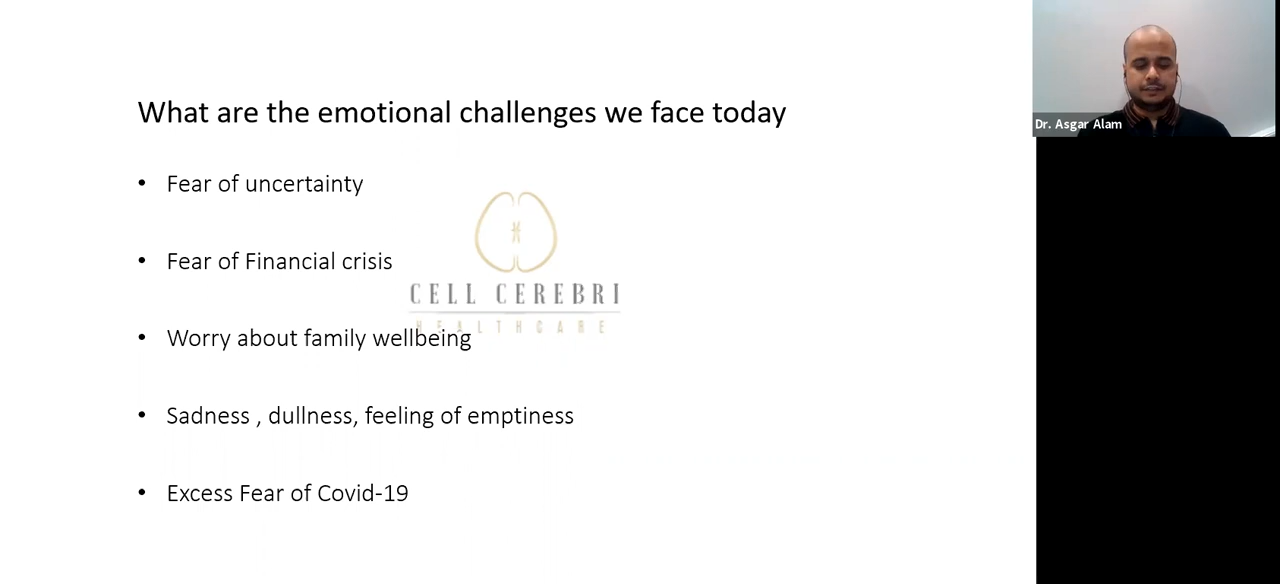 What are the emotional challenges we face today
• Fear of uncertainty
• Fear of Financial crisis
• Worry about family wellbeing
• Sadness , dullness, feeling of emptiness
• Excess Fear of Covid-19
CELL CEREBRI
HEALTHCARE
Dr. Asgar Alam